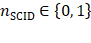 n_SCID ∈ {0, 1}